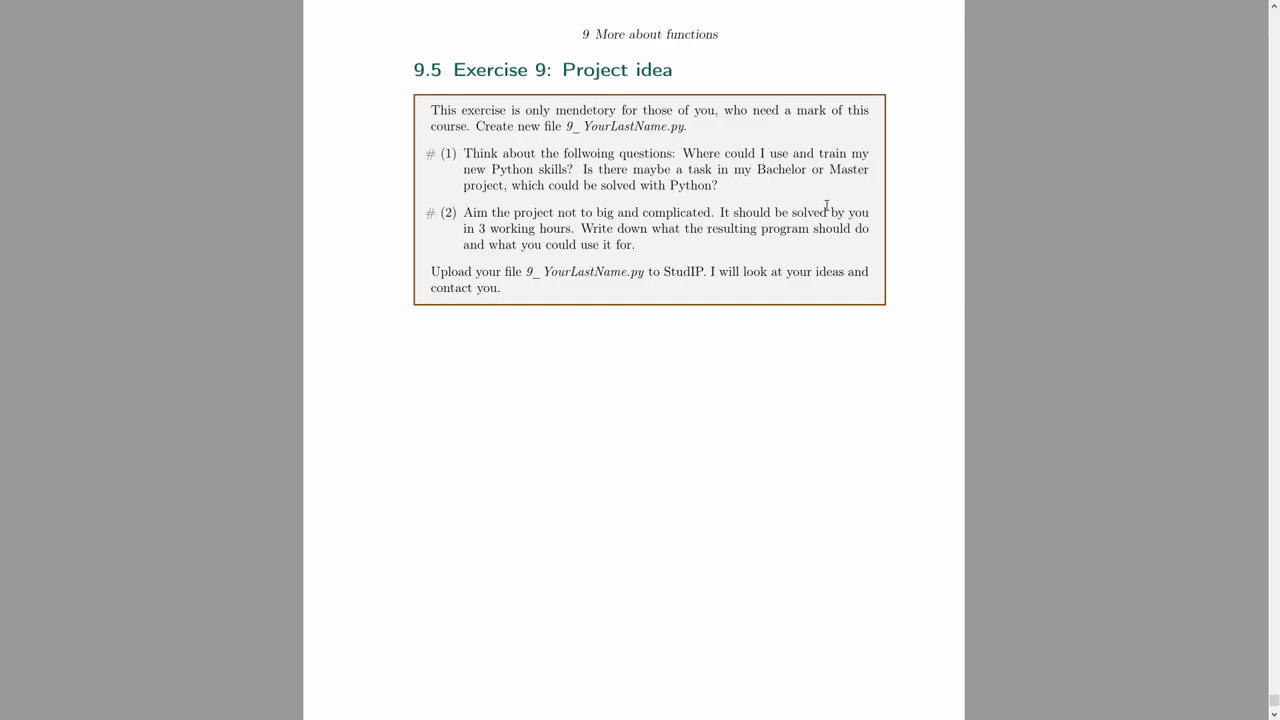 9 More about functions
9.5 Exercise 9: Project idea
This exercise is only mendetory for those of you, who need a mark of this
course. Create new file 9_YourLastName.py.
# (1) Think about the follwoing questions: Where could I use and train my
new Python skills? Is there maybe a task in my Bachelor or Master
project, which could be solved with Python?
# (2) Aim the project not to big and complicated. It should be solved by you
in 3 working hours. Write down what the resulting program should do
and what you could use it for.
Upload your file 9_YourLastName.py to StudIP. I will look at your ideas and
contact you.